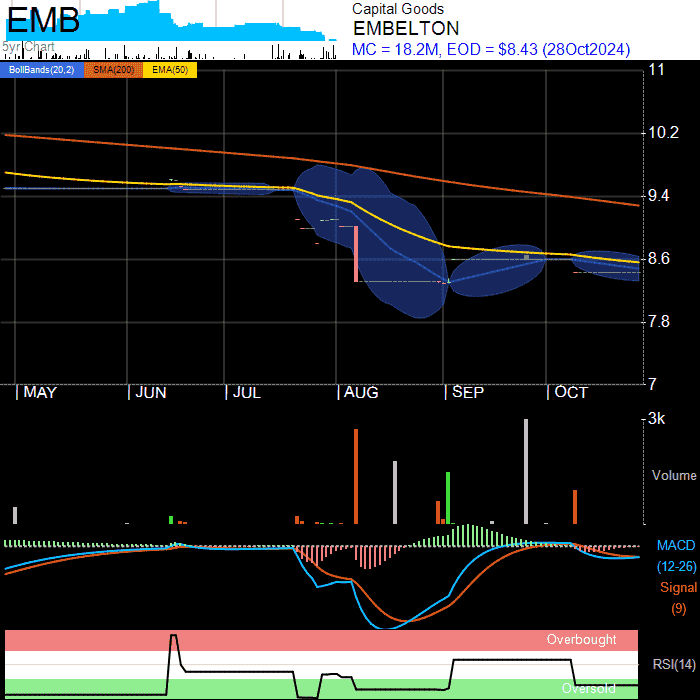 EMB
5yr Chart
Capital Goods
EMBELTON
MC = 18.2M, EOD = $8.43 (28Oct2024)
BollBands(20,2) SMA(200) EMA(50)
11
10.2
9.4
8.6
7.8
7
MAY JUN JUL AUG SEP OCT
3k
Volume
MACD
(12-26)
Signal
(9)
Overbought
RSI(14)
Oversold